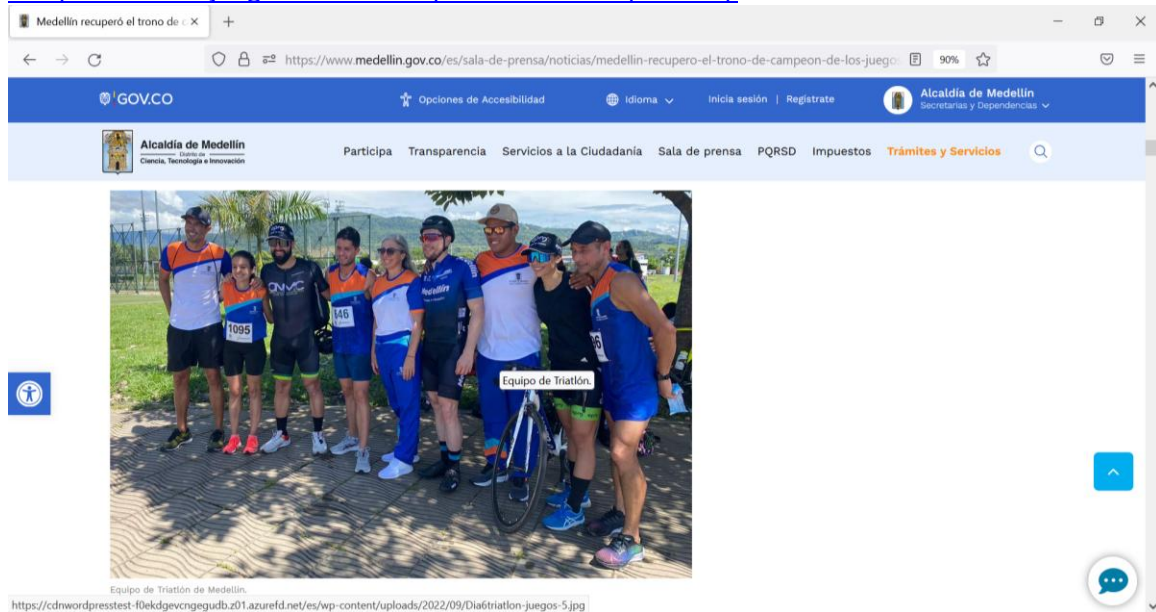 Medellín recuperó el trono de c
https://www.medellin.gov.co/es/sala-de-prensa/noticias/medellin-recupero-el-trono-de-campeon-de-los-juego
90%
GOV.CO
Opciones de Accesibilidad
Idioma
Inicia sesión | Regístrate
Alcaldía de Medellín
Secretarías y Dependencias
Alcaldía de Medellín
Distrito de
Ciencia, Tecnología e Innovación
Participa Transparencia Servicios a la Ciudadanía Sala de prensa PQRSD Impuestos Trámites y Servicios
1095
Medellín
Equipo de Triatlón.
Equipo de Triatlón de Medellín.
https://cdnwordpresstest-f0ekdgevcngegudb.z01.azurefd.net/es/wp-content/uploads/2022/09/Dia6triatlon-juegos-5.jpg